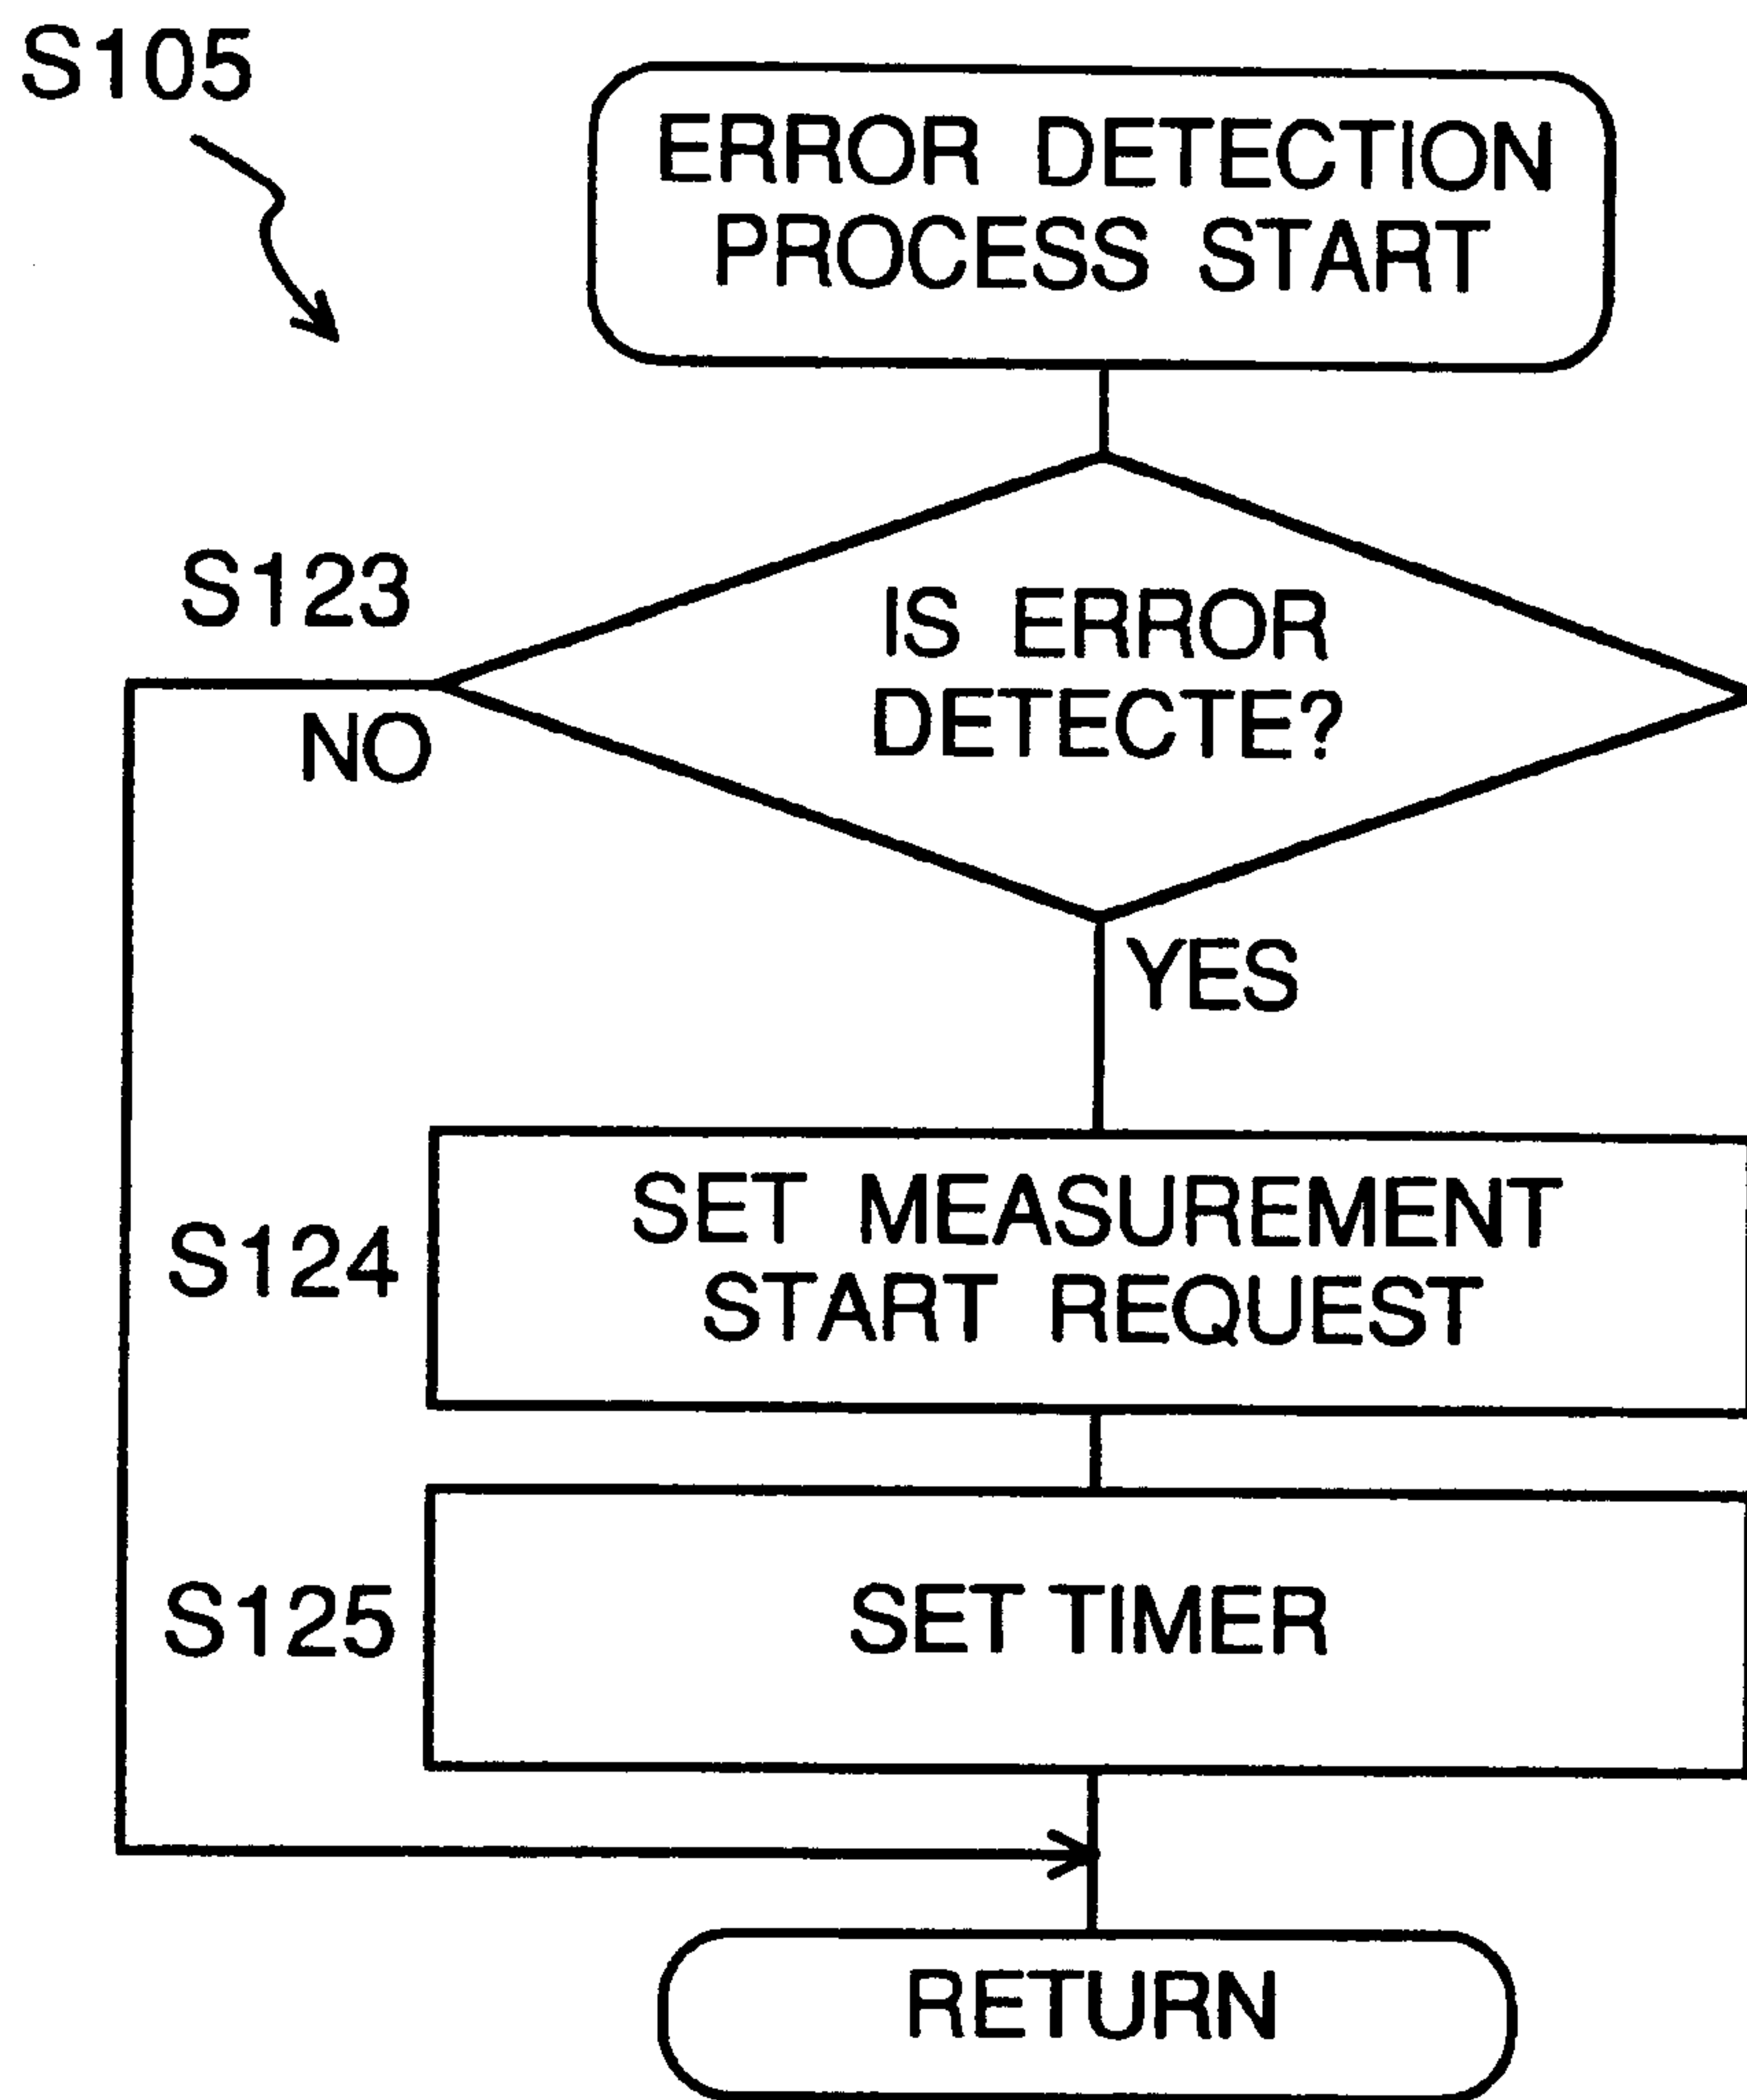 S105
ERROR DETECTION
PROCESS START
S123
IS ERROR
DETECTE?
NO
YES
S124
SET MEASUREMENT
START REQUEST
S125
SET TIMER
RETURN